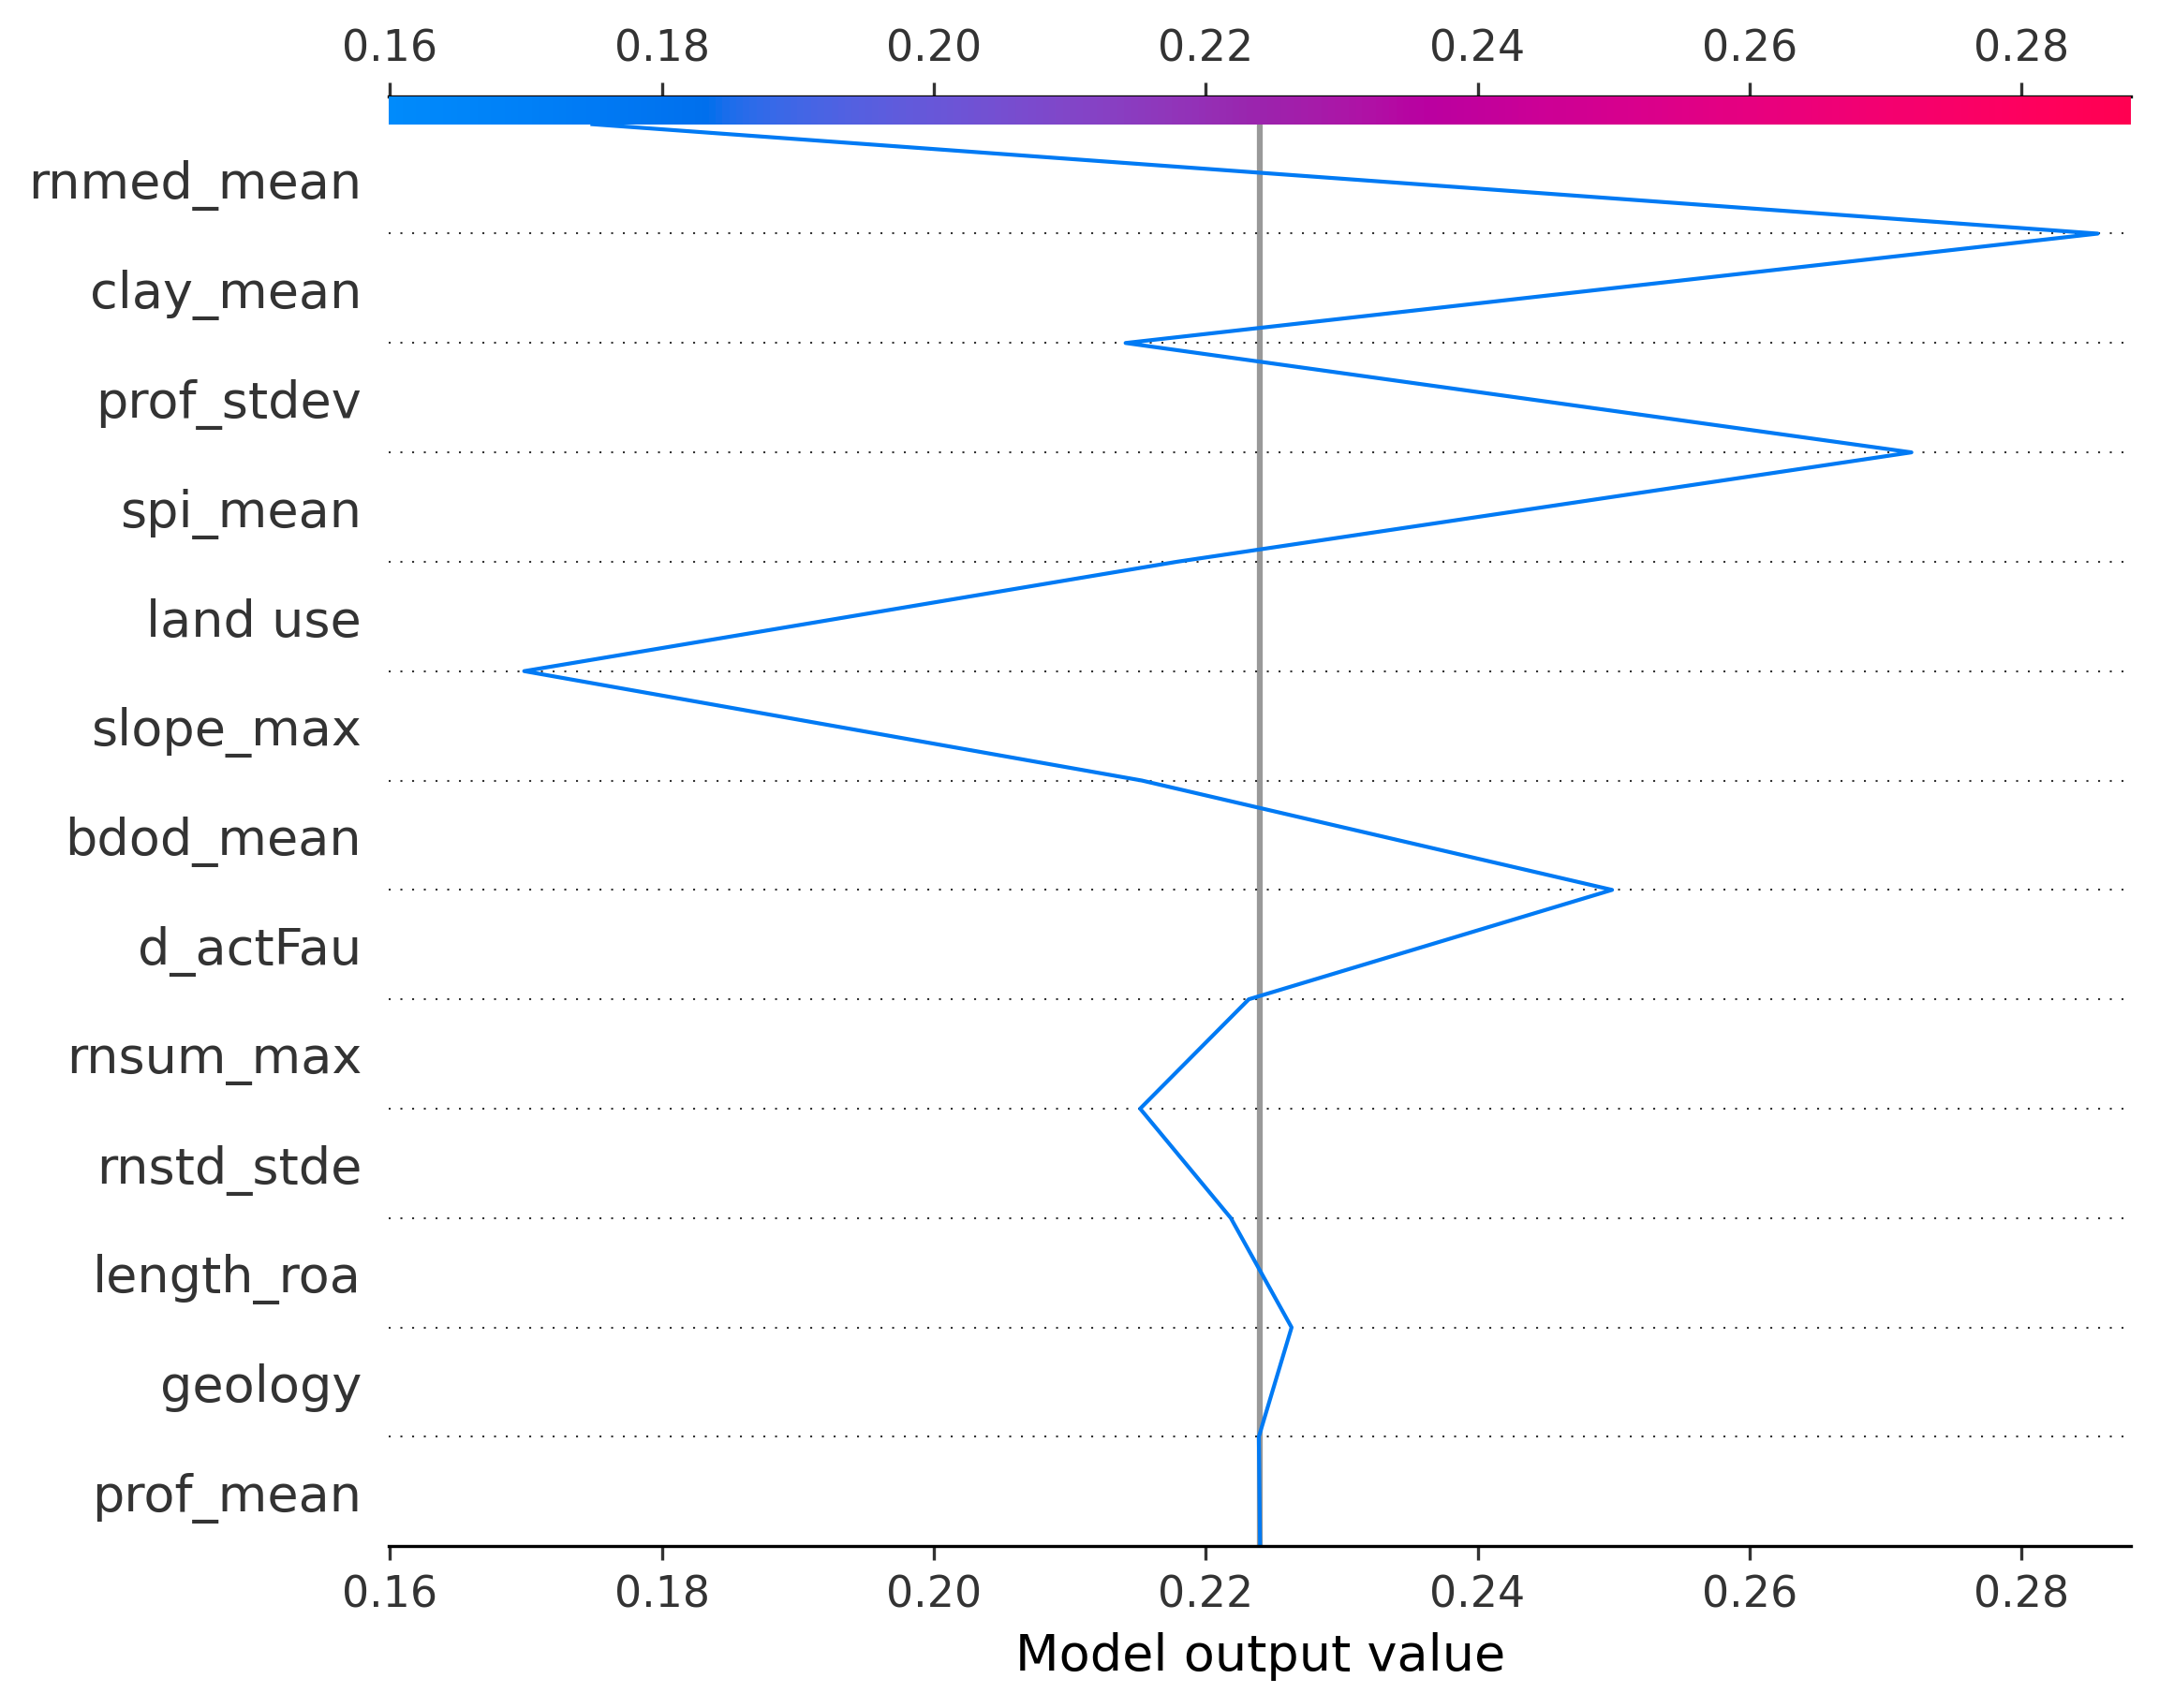 0.16 0.18 0.20 0.22 0.24 0.26 0.28
rnmed_mean
clay_mean
prof_stdev
spi_mean
land use
slope_max
bdod_mean
d_actFau
rnsum_max
rnstd_stde
length_roa
geology
prof_mean
0.16 0.18 0.20 0.22 0.24 0.26 0.28
Model output value